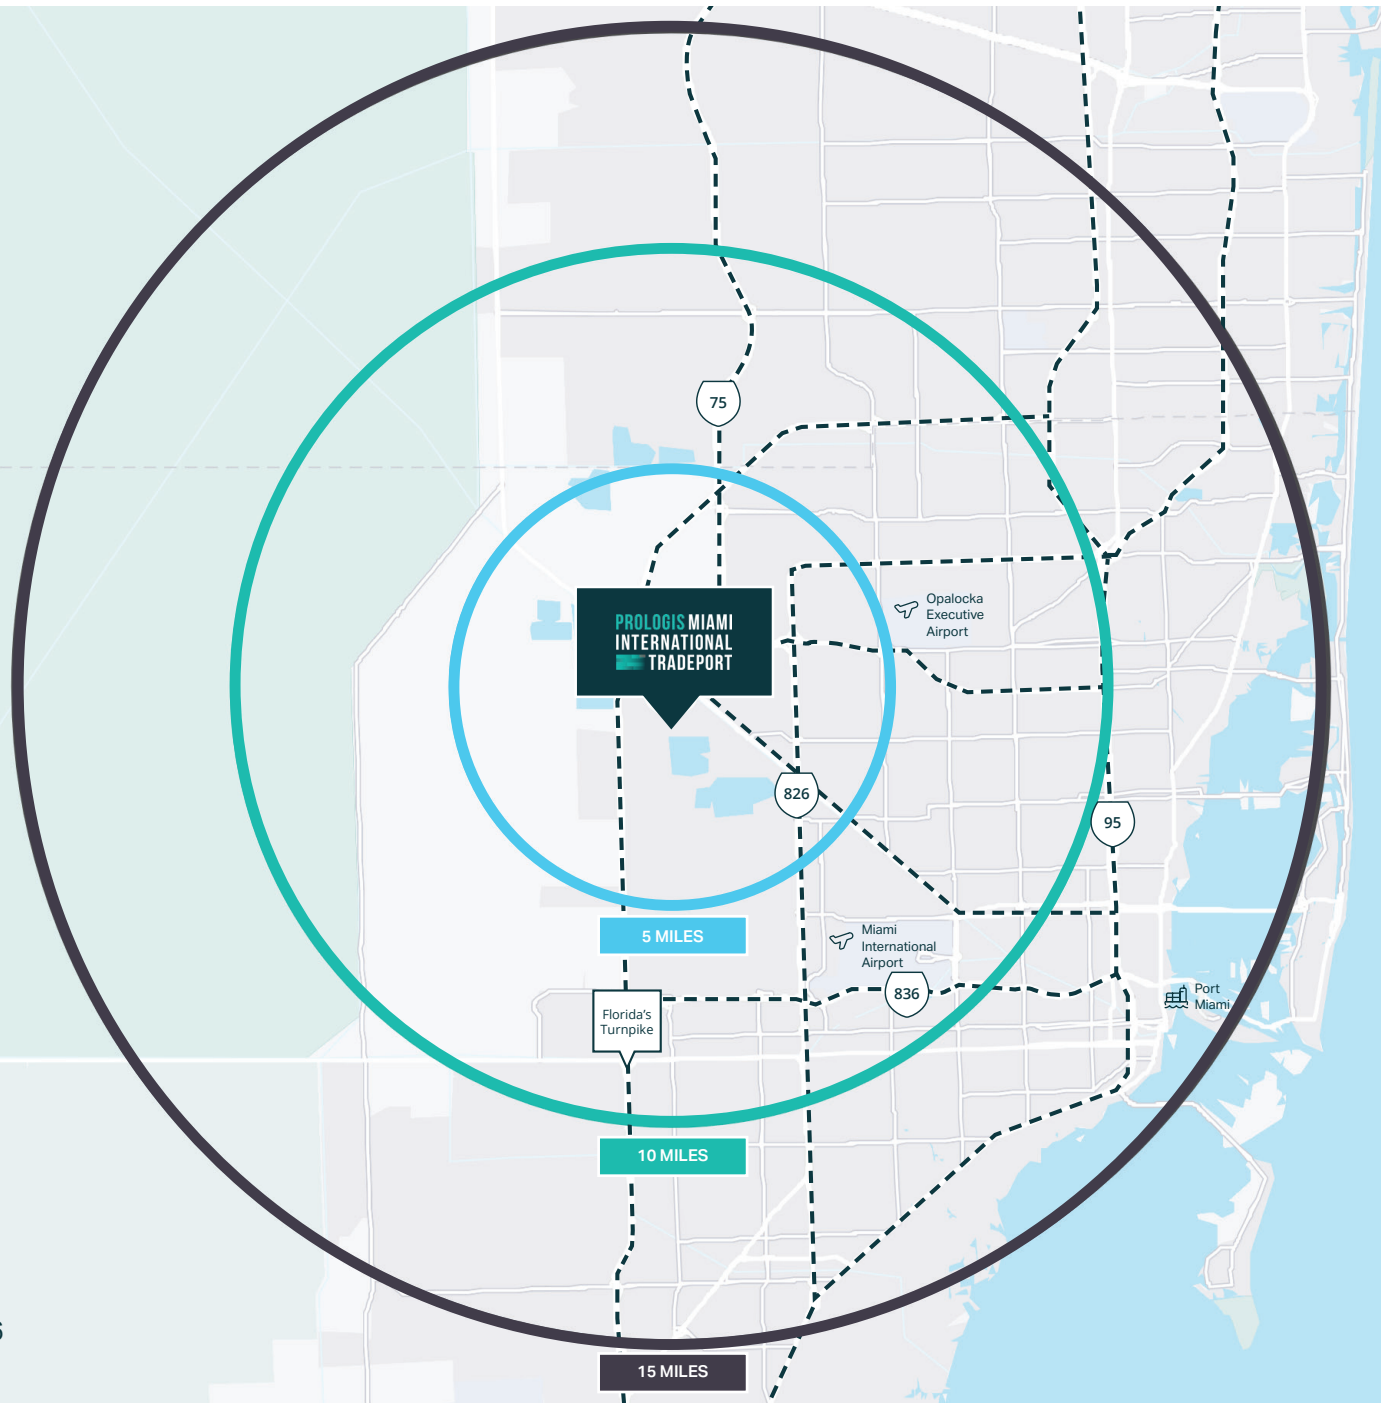 75
PROLOGIS MIAMI
INTERNATIONAL
TRADEPORT
Opalocka
Executive
Airport
826
95
5 MILES
Miami
International
Airport
836
Port
Miami
Florida's
Turnpike
10 MILES
15 MILES